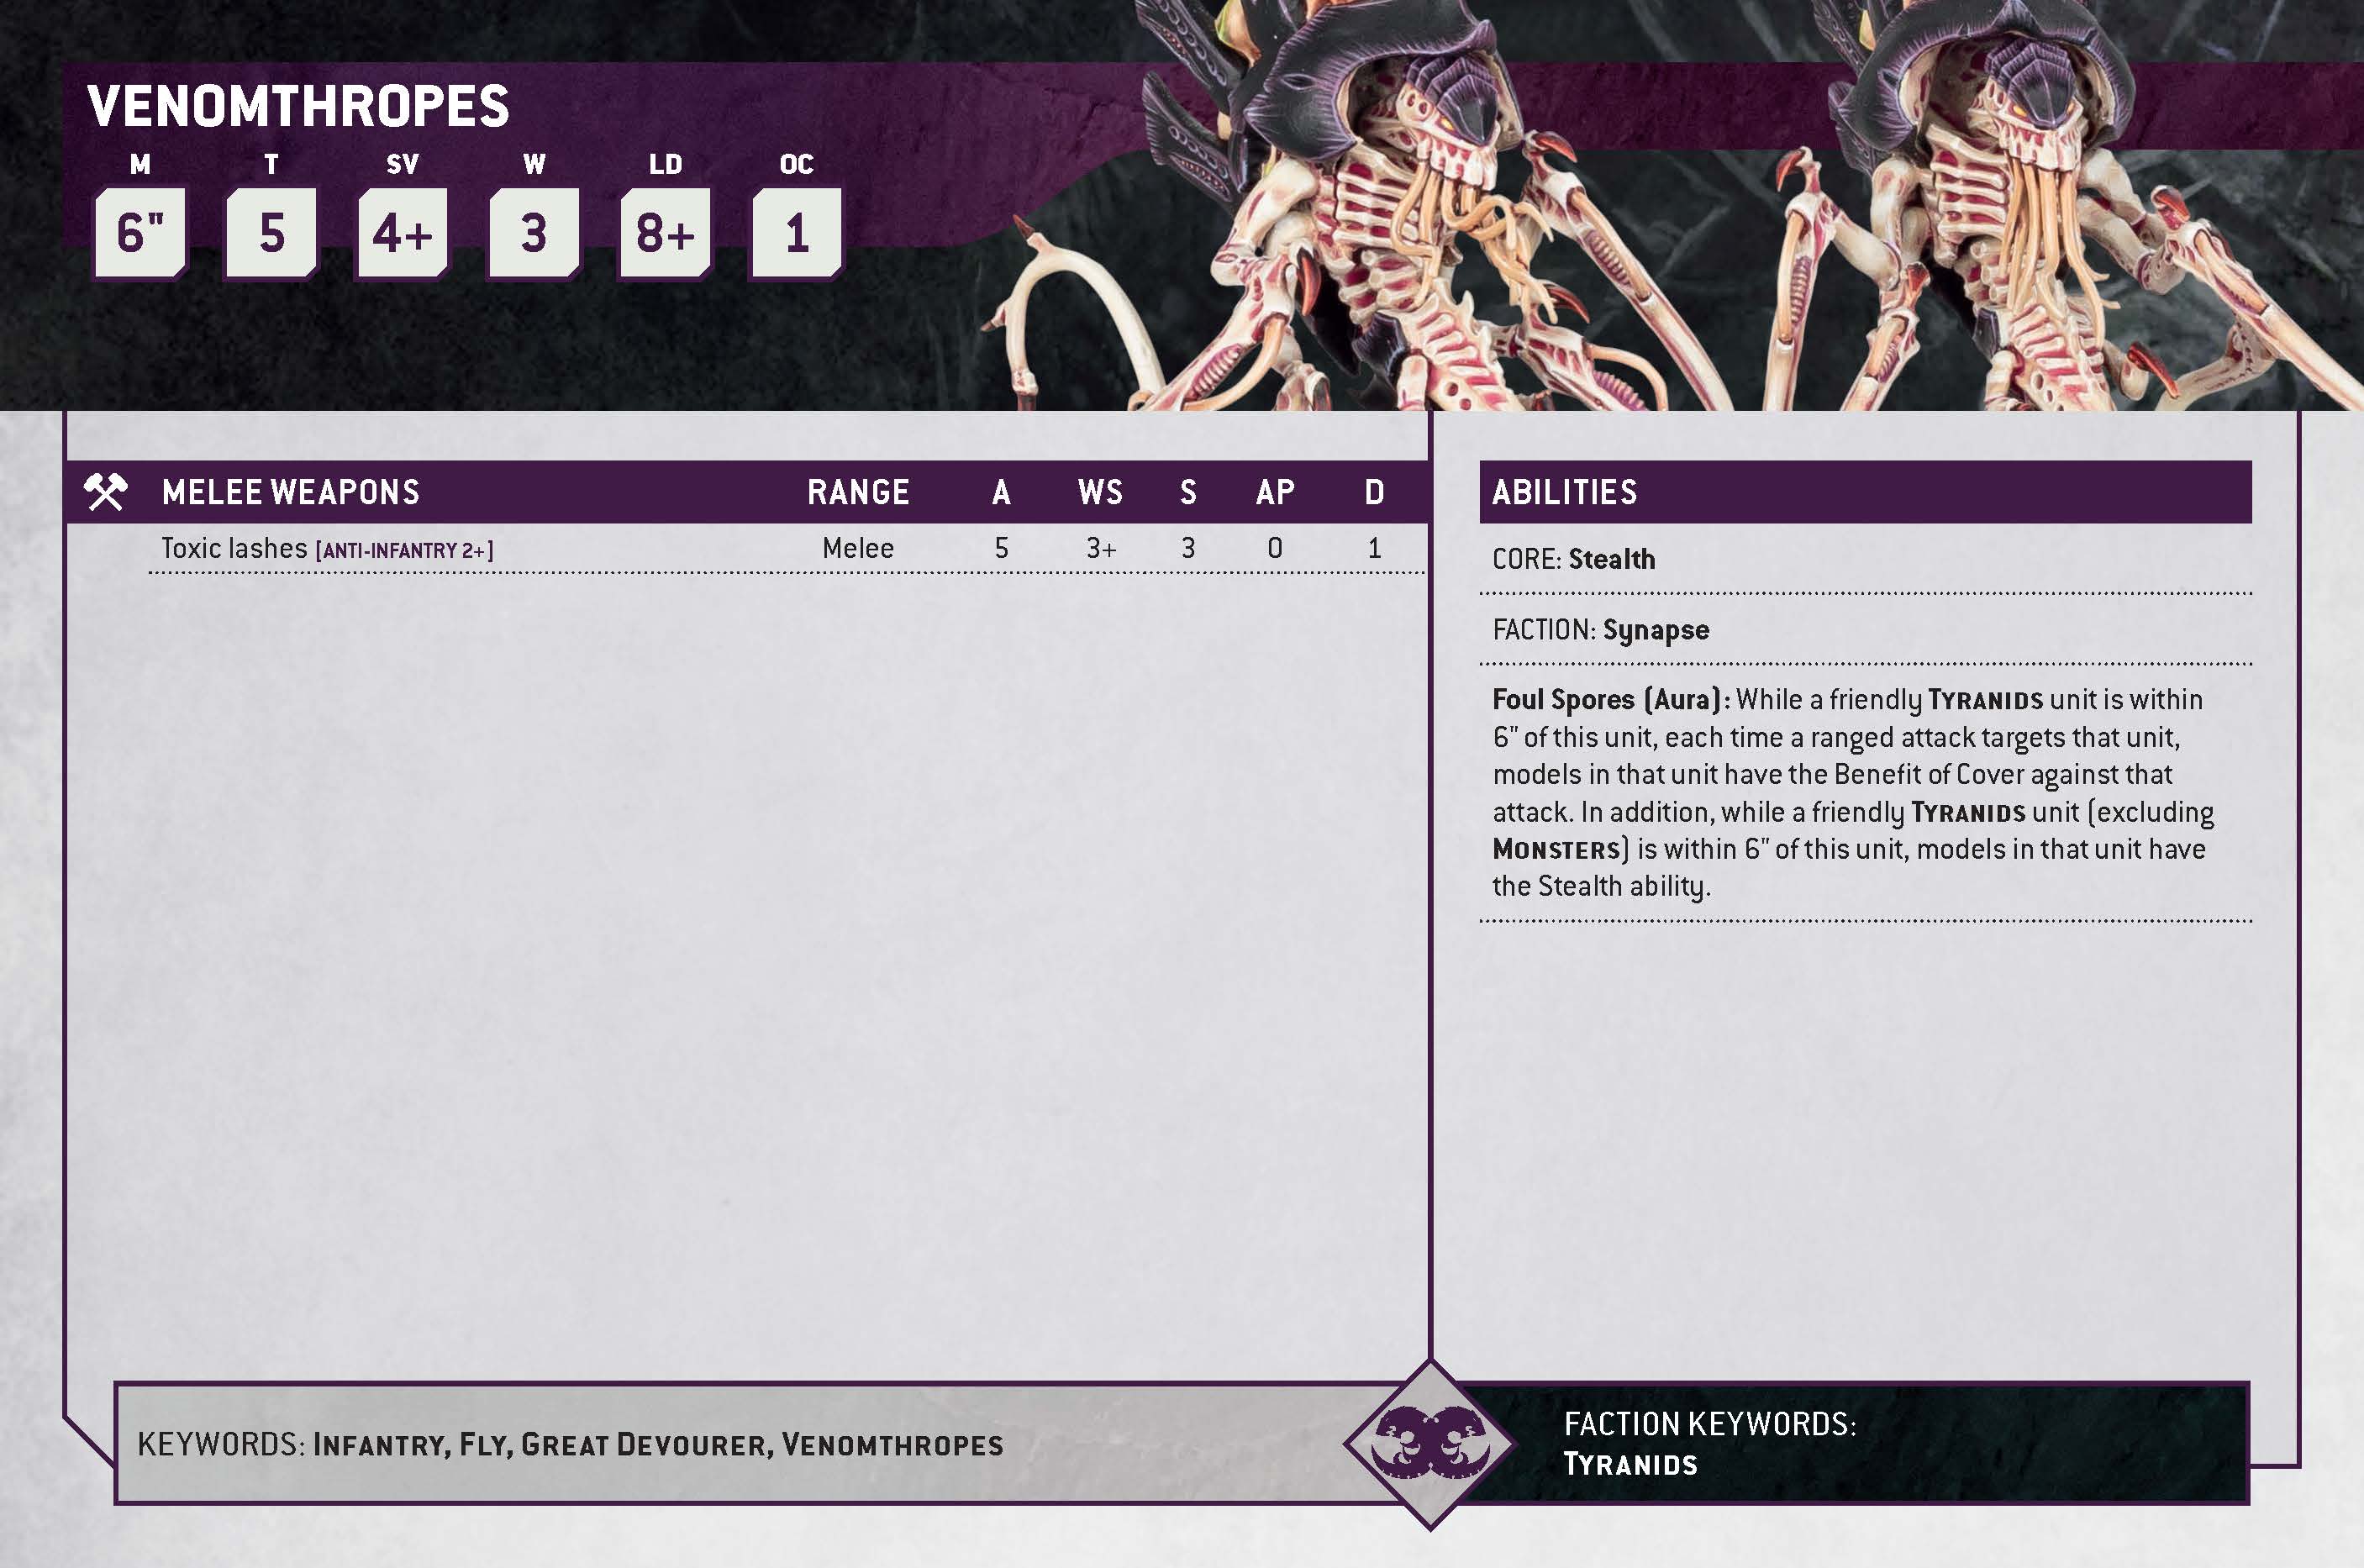 VENOMTHROPES
M T SV W LD OC
6" 5 4+ 3 8+ 1
MELEE WEAPONS RANGE A WS S AP D
Toxic lashes [ANTI-INFANTRY 2+] Melee 5 3+ 3 0 1
ABILITIES
CORE: Stealth
FACTION: Synapse
Foul Spores (Aura): While a friendly TYRANIDS unit is within
6" of this unit, each time a ranged attack targets that unit,
models in that unit have the Benefit of Cover against that
attack. In addition, while a friendly TYRANIDS unit (excluding
MONSTERS) is within 6" of this unit, models in that unit have
the Stealth ability.
KEYWORDS: INFANTRY, FLY, GREAT DEVOURER, VENOMTHROPES
FACTION KEYWORDS:
TYRANIDS